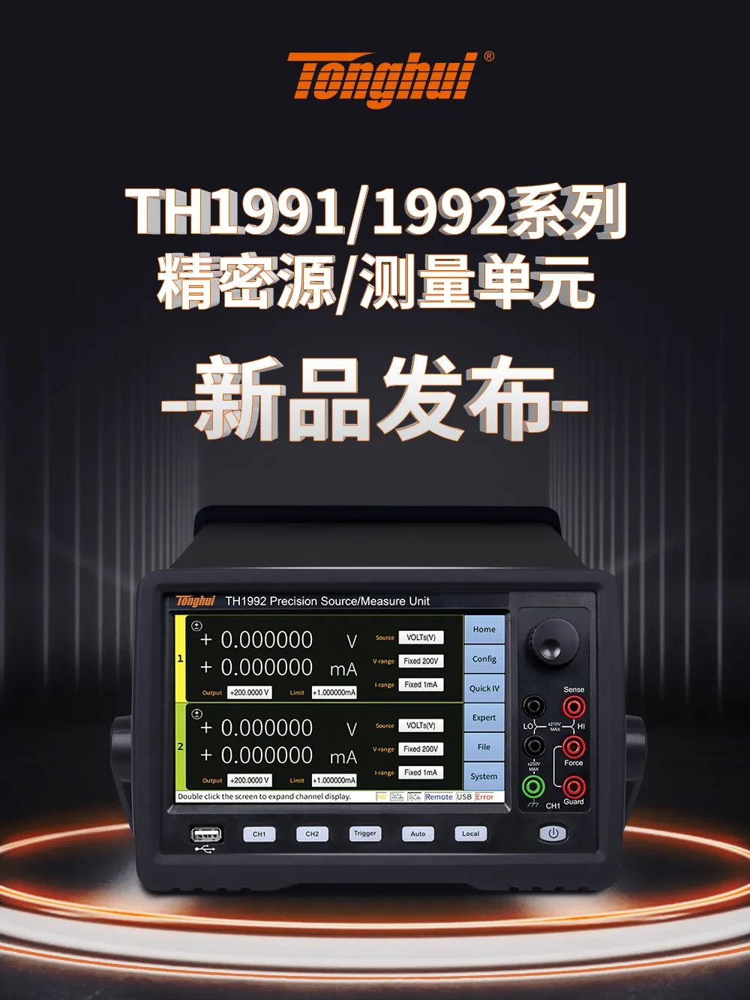 Tonghui®
TH1991/1992系列
精密源/测量单元
-新品发布-
Tonghui TH1992 Precision Source/Measure Unit
1
+ 0.000000 V
+ 0.000000 mA
Source VOLTs(V)
V-range Fixed 200V
I-range Fixed 1mA
Output +200.0000 V Limit +1.000000mA
2
+ 0.000000 V
+ 0.000000 mA
Source VOLTs(V)
V-range Fixed 200V
I-range Fixed 1mA
Output +200.0000 V Limit +1.000000mA
Double click the screen to expand channel display. HV Remote USB Error
Home
Config
Quick IV
Expert
File
System
Sense
LO ±210V MAX HI
±250V MAX
Force
CH1 Guard
CH1 CH2 Trigger Auto Local